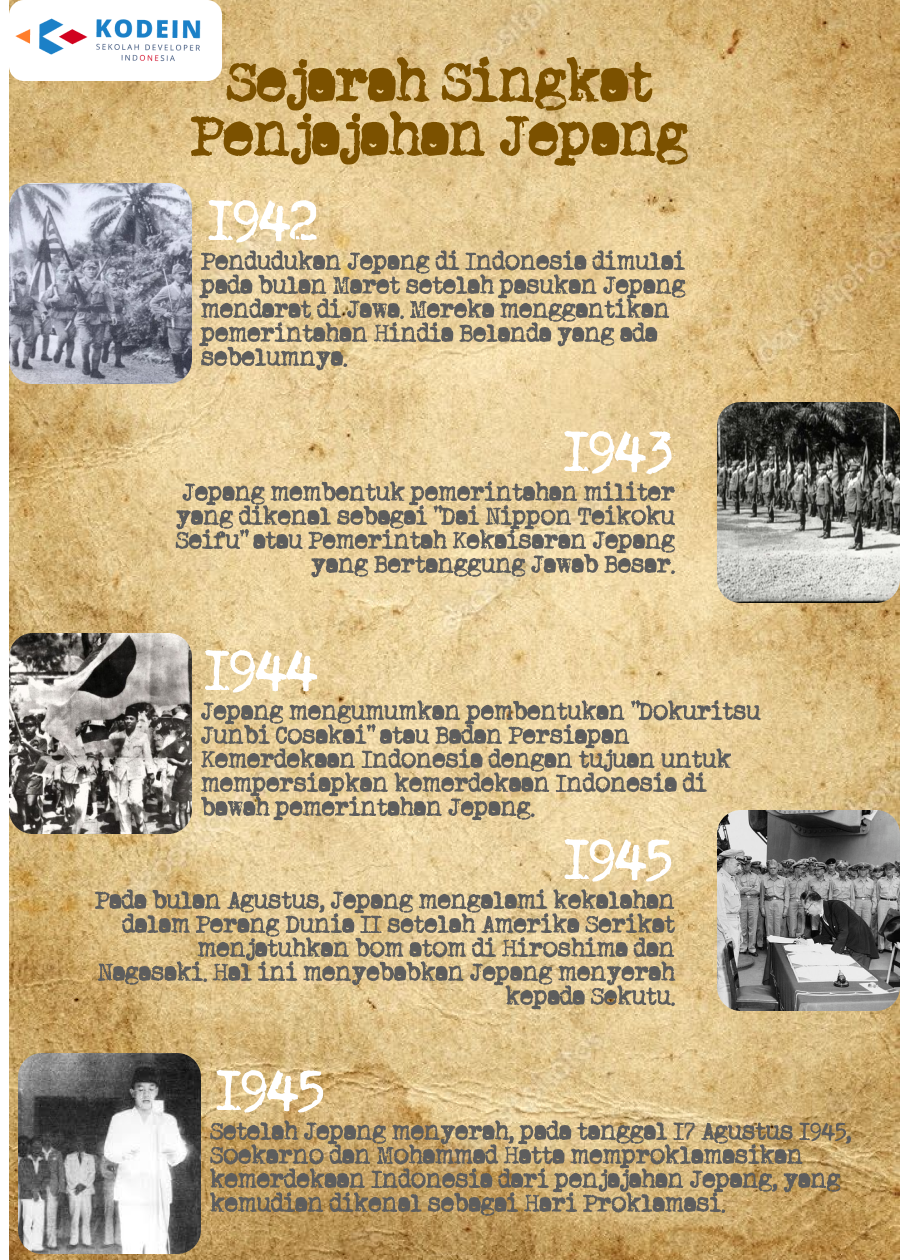 KODEIN
SEKOLAH DEVELOPER
INDONESIA
Sejarah Singkat
Penjajahan Jepang
1942
Pendudukan Jepang di Indonesia dimulai
pada bulan Maret setelah pasukan Jepang
mendarat di Jawa. Mereka menggantikan
pemerintahan Hindia Belanda yang ada
sebelumnya.
1943
Jepang membentuk pemerintahan militer
yang dikenal sebagai "Dai Nippon Teikoku
Seifu" atau Pemerintah Kekaisaran Jepang
yang Bertanggung Jawab Besar.
1944
Jepang mengumumkan pembentukan "Dokuritsu
Junbi Cosakai" atau Badan Persiapan
Kemerdekaan Indonesia dengan tujuan untuk
mempersiapkan kemerdekaan Indonesia di
bawah pemerintahan Jepang.
1945
Pada bulan Agustus, Jepang mengalami kekalahan
dalam Perang Dunia II setelah Amerika Serikat
menjatuhkan bom atom di Hiroshima dan
Nagasaki. Hal ini menyebabkan Jepang menyerah
kepada Sekutu.
1945
Setelah Jepang menyerah, pada tanggal 17 Agustus 1945,
Soekarno dan Mohammad Hatta memproklamasikan
kemerdekaan Indonesia dari penjajahan Jepang, yang
kemudian dikenal sebagai Hari Proklamasi.
depositphotos